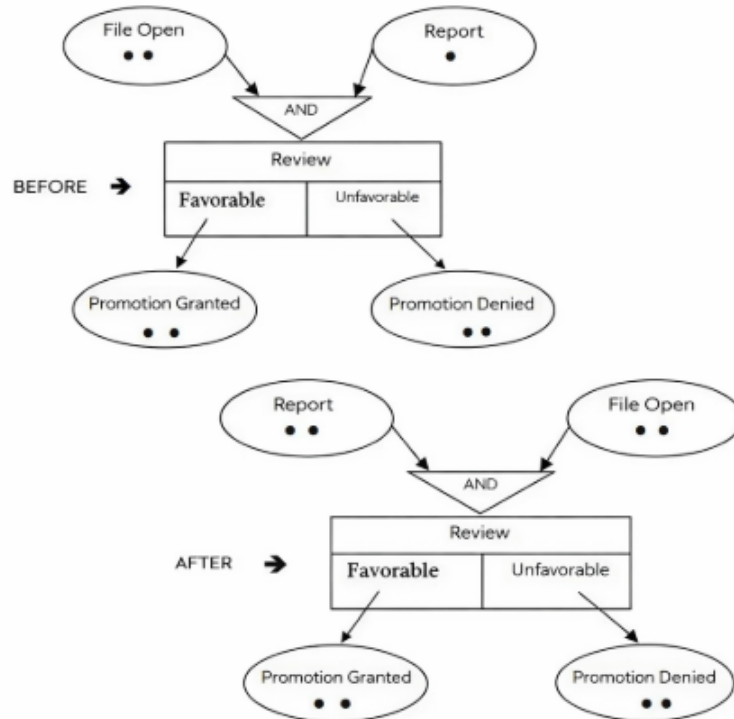 File Open
Report
AND
Review
BEFORE ➔
Favorable
Unfavorable
Promotion Granted
Promotion Denied
Report
File Open
AND
Review
AFTER ➔
Favorable
Unfavorable
Promotion Granted
Promotion Denied